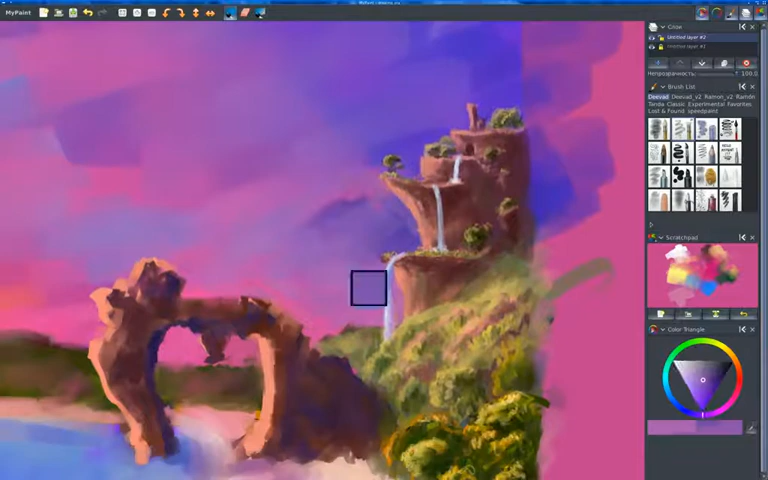 MyPaint
Untitled layer #2
Untitled layer #1
Непрозрачность:
100.0
Brush List
Deevad Deevad_v2 Ramon_v2 Ramón
Tanda Classic Experimental Favorites
Lost & Found speedpaint
Scratchpad
Color Triangle